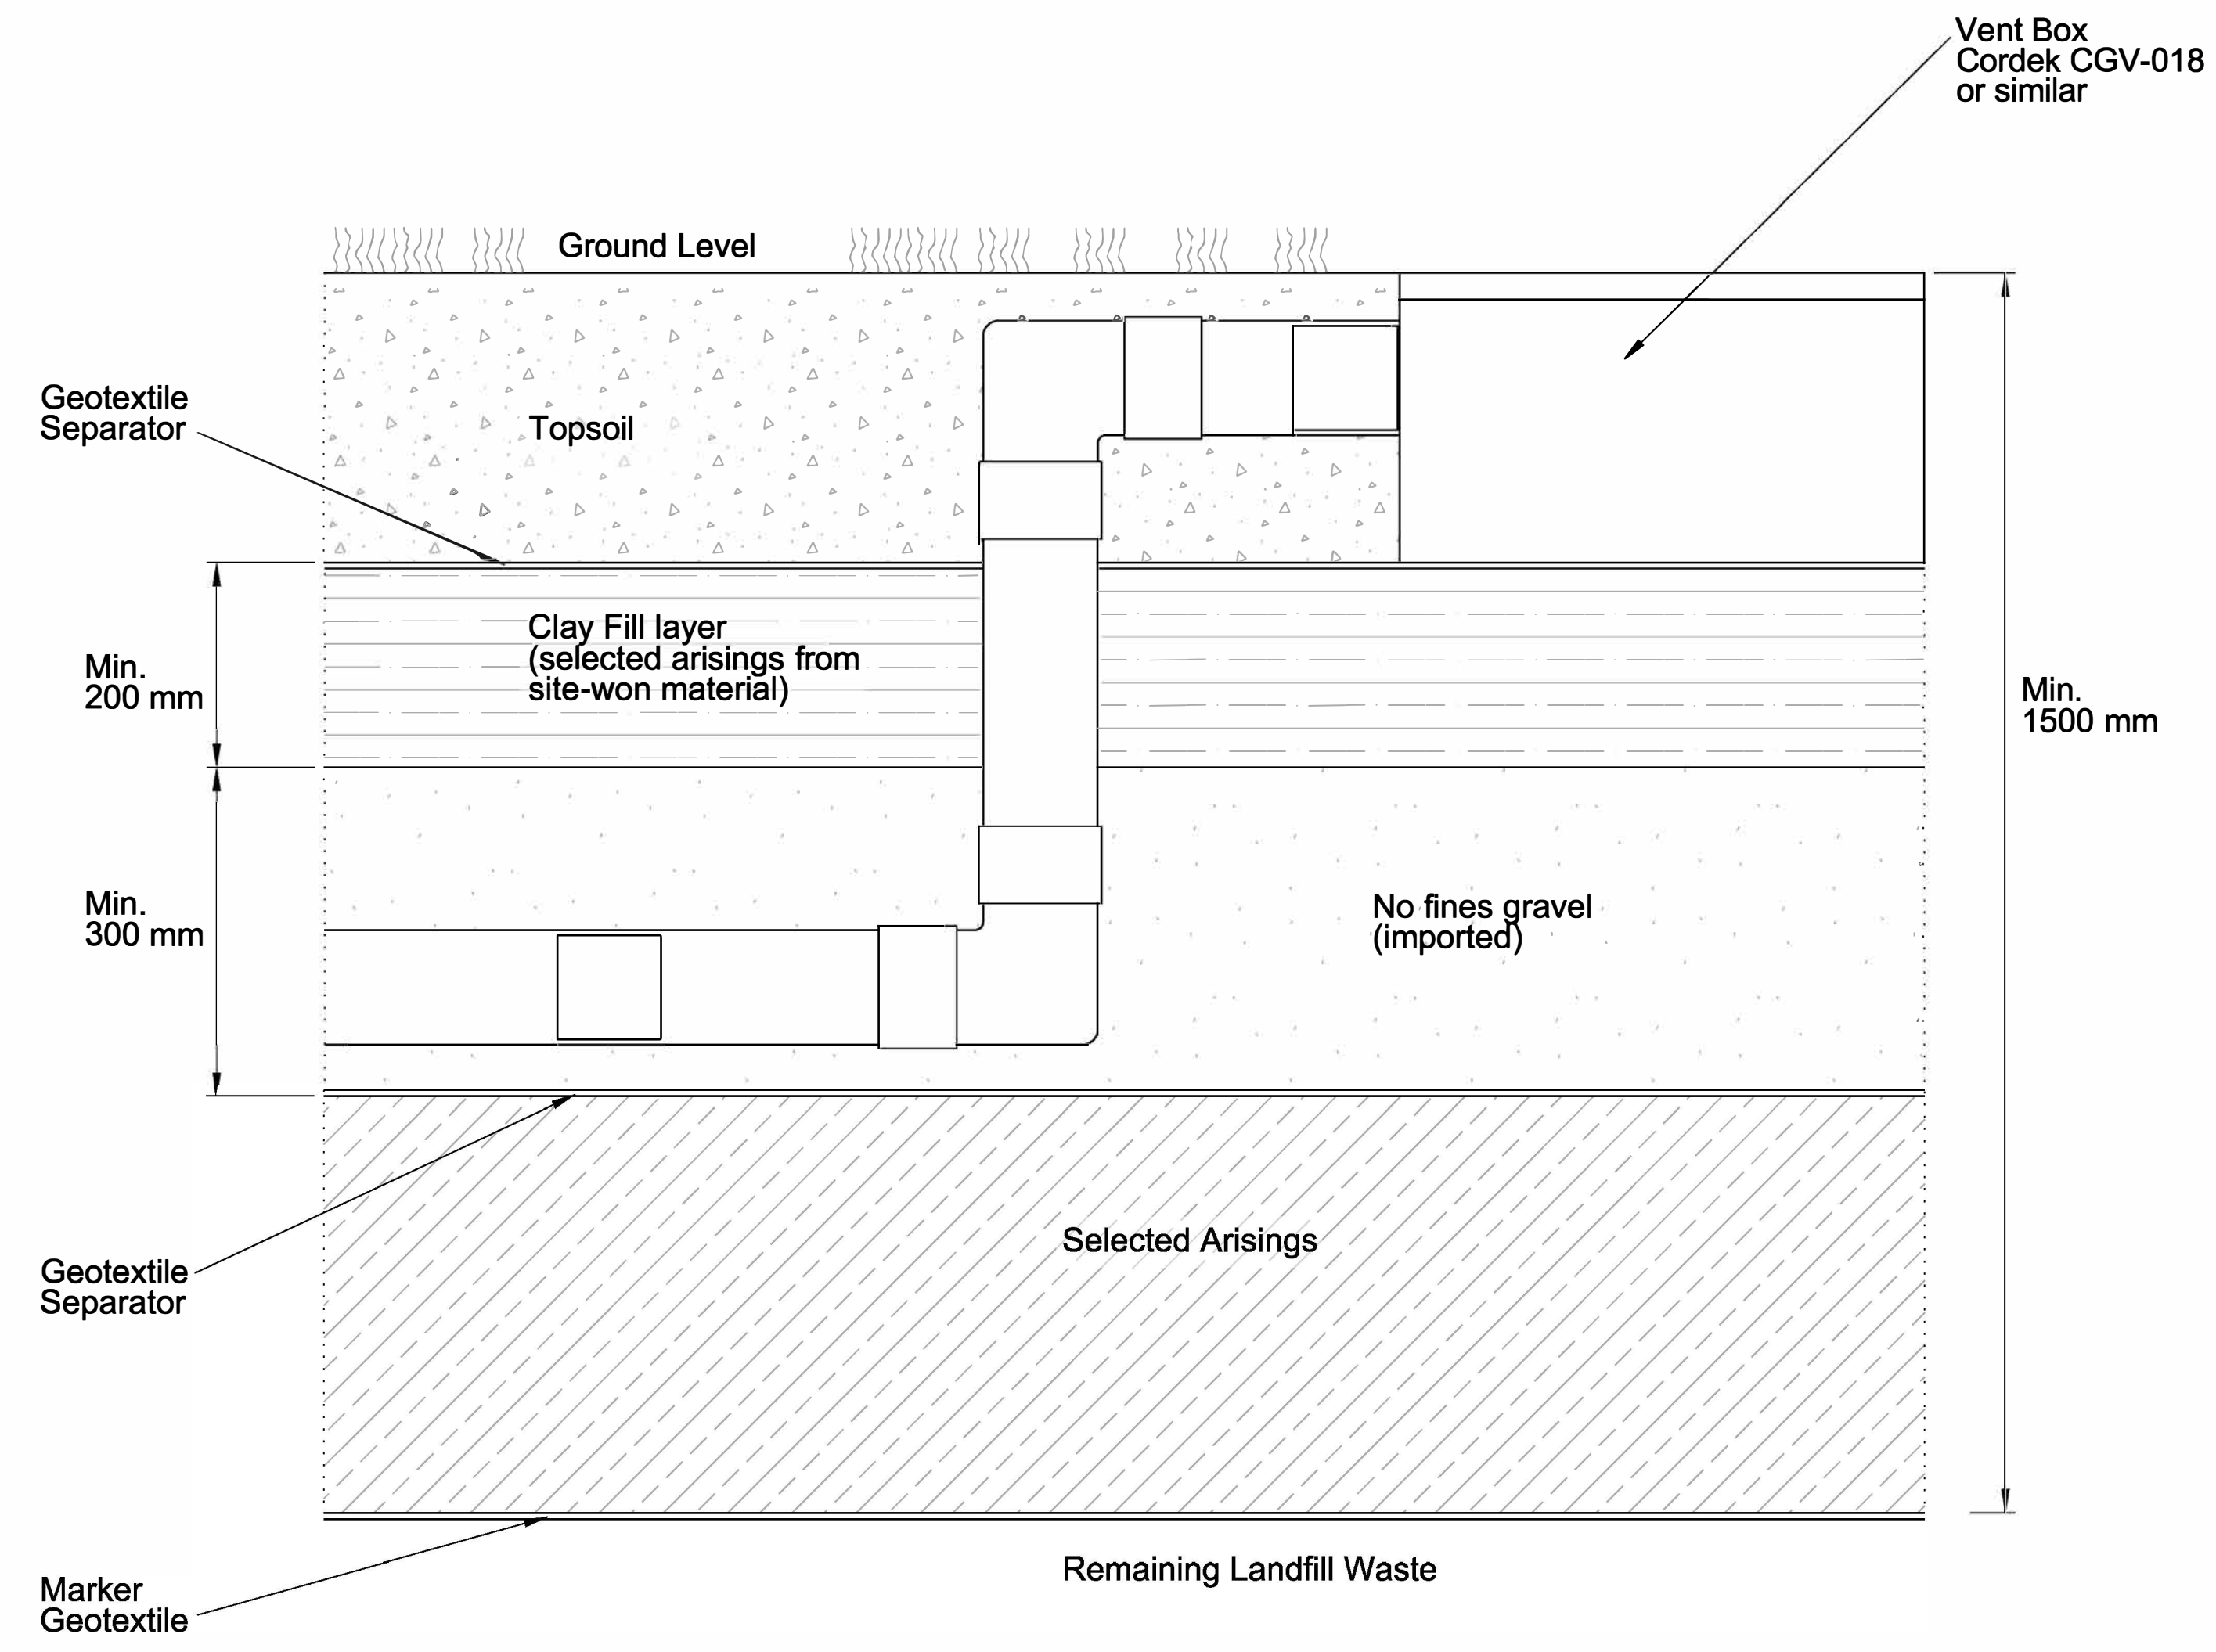 Vent Box
Cordek CGV-018
or similar
Ground Level
Geotextile
Separator
Topsoil
Clay Fill layer
(selected arisings from
site-won material)
Min.
200 mm
Min.
1500 mm
Min.
300 mm
No fines gravel
(imported)
Selected Arisings
Geotextile
Separator
Remaining Landfill Waste
Marker
Geotextile